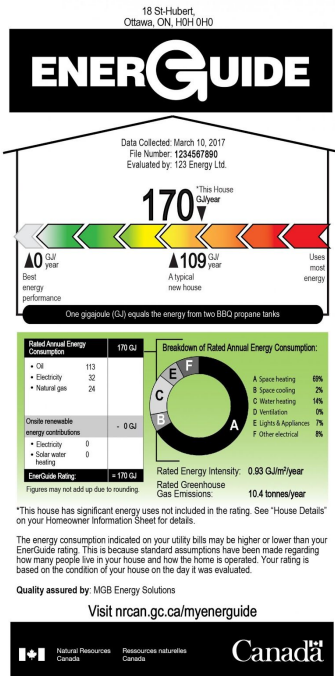 18 St-Hubert,
Ottawa, ON, H0H 0H0
ENERGUIDE
Data Collected: March 10, 2017
File Number: 1234567890
Evaluated by: 123 Energy Ltd.
170 *This House
GJ/year
0 GJ/
year
Best
energy
performance
109 GJ/
year
A typical
new house
Uses
most
energy
One gigajoule (GJ) equals the energy from two BBQ propane tanks
Rated Annual Energy
Consumption 170 GJ
• Oil 113
• Electricity 32
• Natural gas 24
Onsite renewable
energy contributions - 0 GJ
• Electricity 0
• Solar water
heating 0
EnerGuide Rating: = 170 GJ
Figures may not add up due to rounding.
Breakdown of Rated Annual Energy Consumption:
A
B
C
E
F
A Space heating 69%
B Space cooling 2%
C Water heating 14%
D Ventilation 0%
E Lights & Appliances 7%
F Other electrical 8%
Rated Energy Intensity: 0.93 GJ/m²/year
Rated Greenhouse
Gas Emissions: 10.4 tonnes/year
*This house has significant energy uses not included in the rating. See “House Details”
on your Homeowner Information Sheet for details.
The energy consumption indicated on your utility bills may be higher or lower than your
EnerGuide rating. This is because standard assumptions have been made regarding
how many people live in your house and how the home is operated. Your rating is
based on the condition of your house on the day it was evaluated.
Quality assured by: MGB Energy Solutions
Visit nrcan.gc.ca/myenerguide
Natural Resources
Canada
Ressources naturelles
Canada
Canada